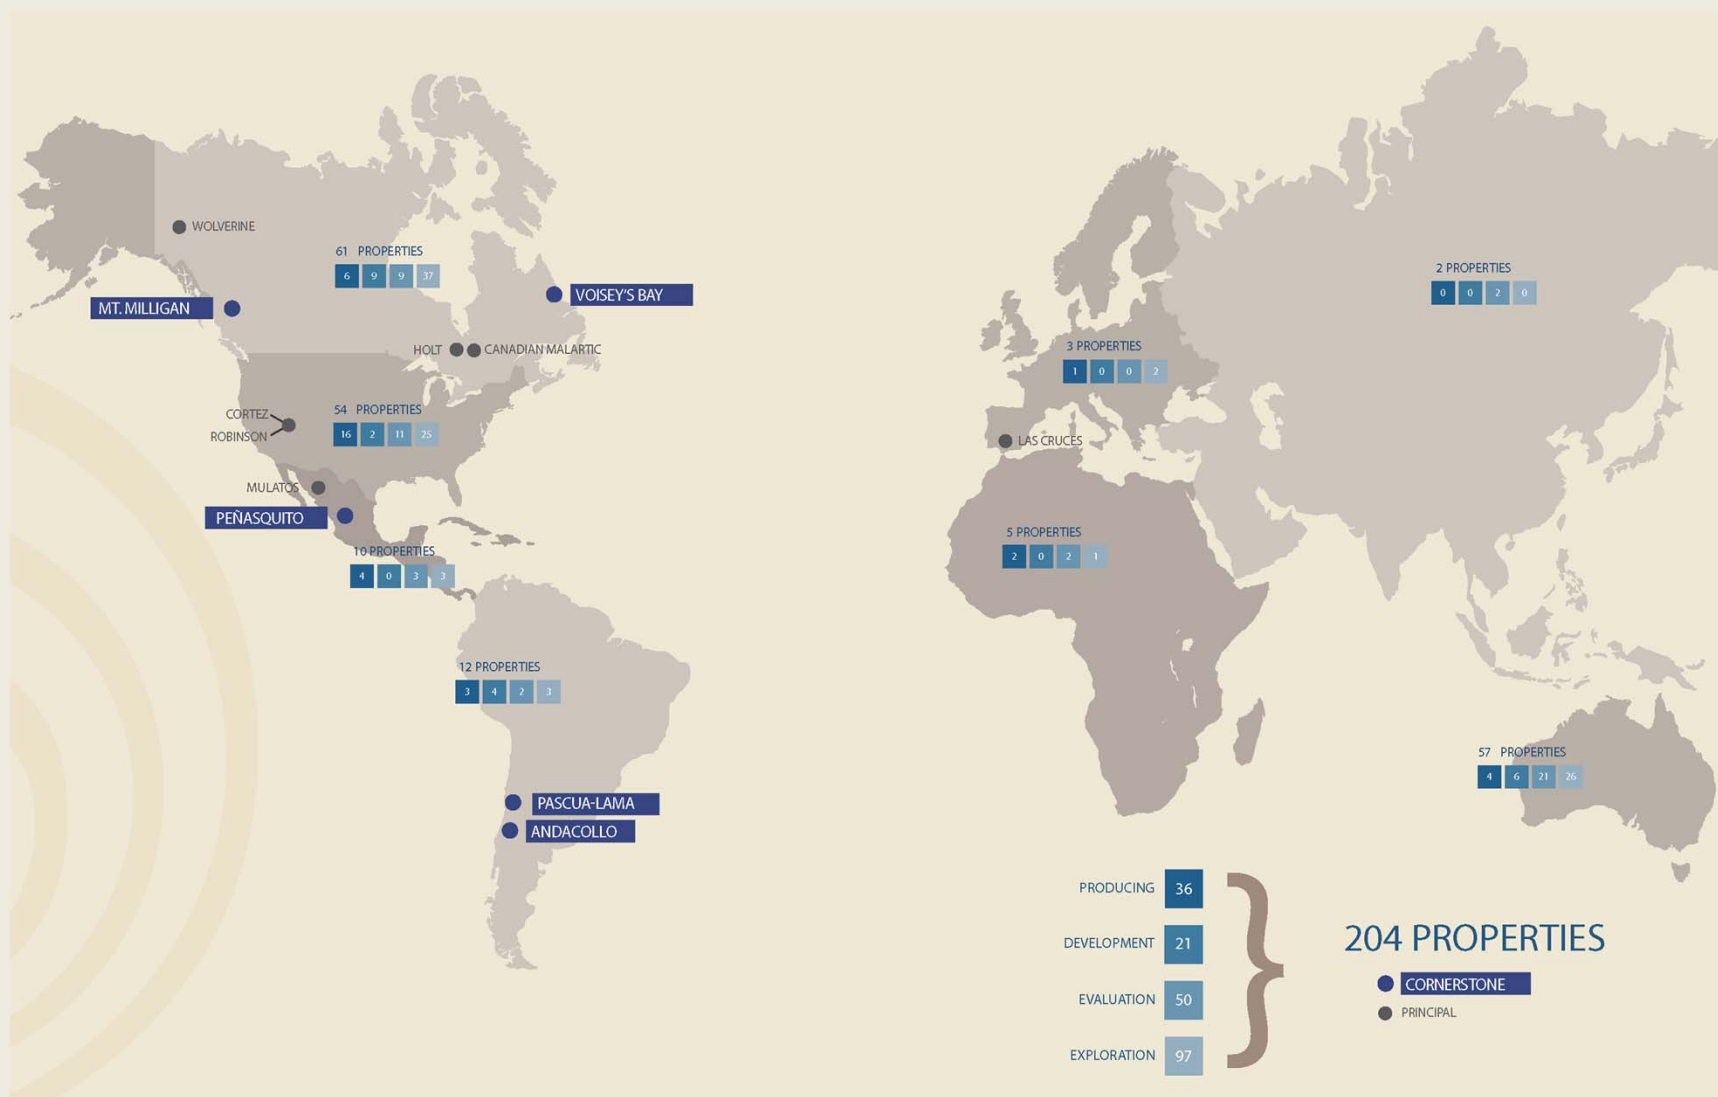 WOLVERINE
61 PROPERTIES
6 9 9 37
MT. MILLIGAN
VOISEY'S BAY
HOLT
CANADIAN MALARTIC
CORTEZ
ROBINSON
54 PROPERTIES
16 2 11 25
MULATOS
PEÑASQUITO
10 PROPERTIES
4 0 3 3
12 PROPERTIES
3 4 2 3
PASCUA-LAMA
ANDACOLLO
2 PROPERTIES
0 0 2 0
3 PROPERTIES
1 0 0 2
LAS CRUCES
5 PROPERTIES
2 0 2 1
57 PROPERTIES
4 6 21 26
PRODUCING 36
DEVELOPMENT 21
EVALUATION 50
EXPLORATION 97
204 PROPERTIES
CORNERSTONE
PRINCIPAL